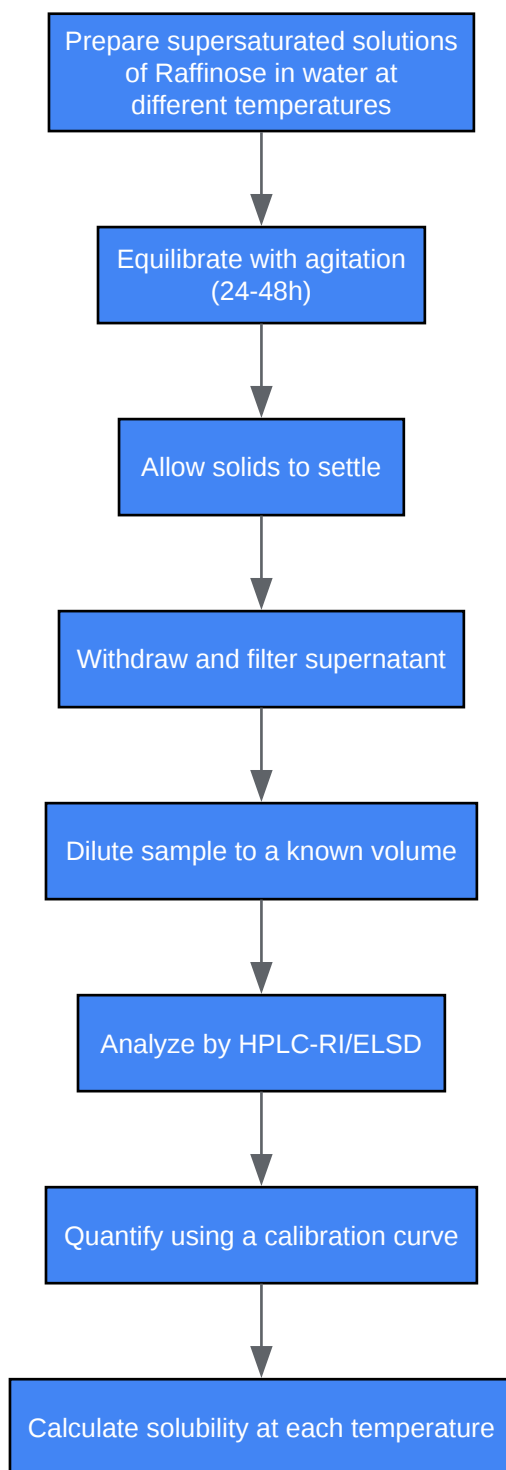 Prepare supersaturated solutions
of Raffinose in water at
different temperatures
Equilibrate with agitation
(24-48h)
Allow solids to settle
Withdraw and filter supernatant
Dilute sample to a known volume
Analyze by HPLC-RI/ELSD
Quantify using a calibration curve
Calculate solubility at each temperature